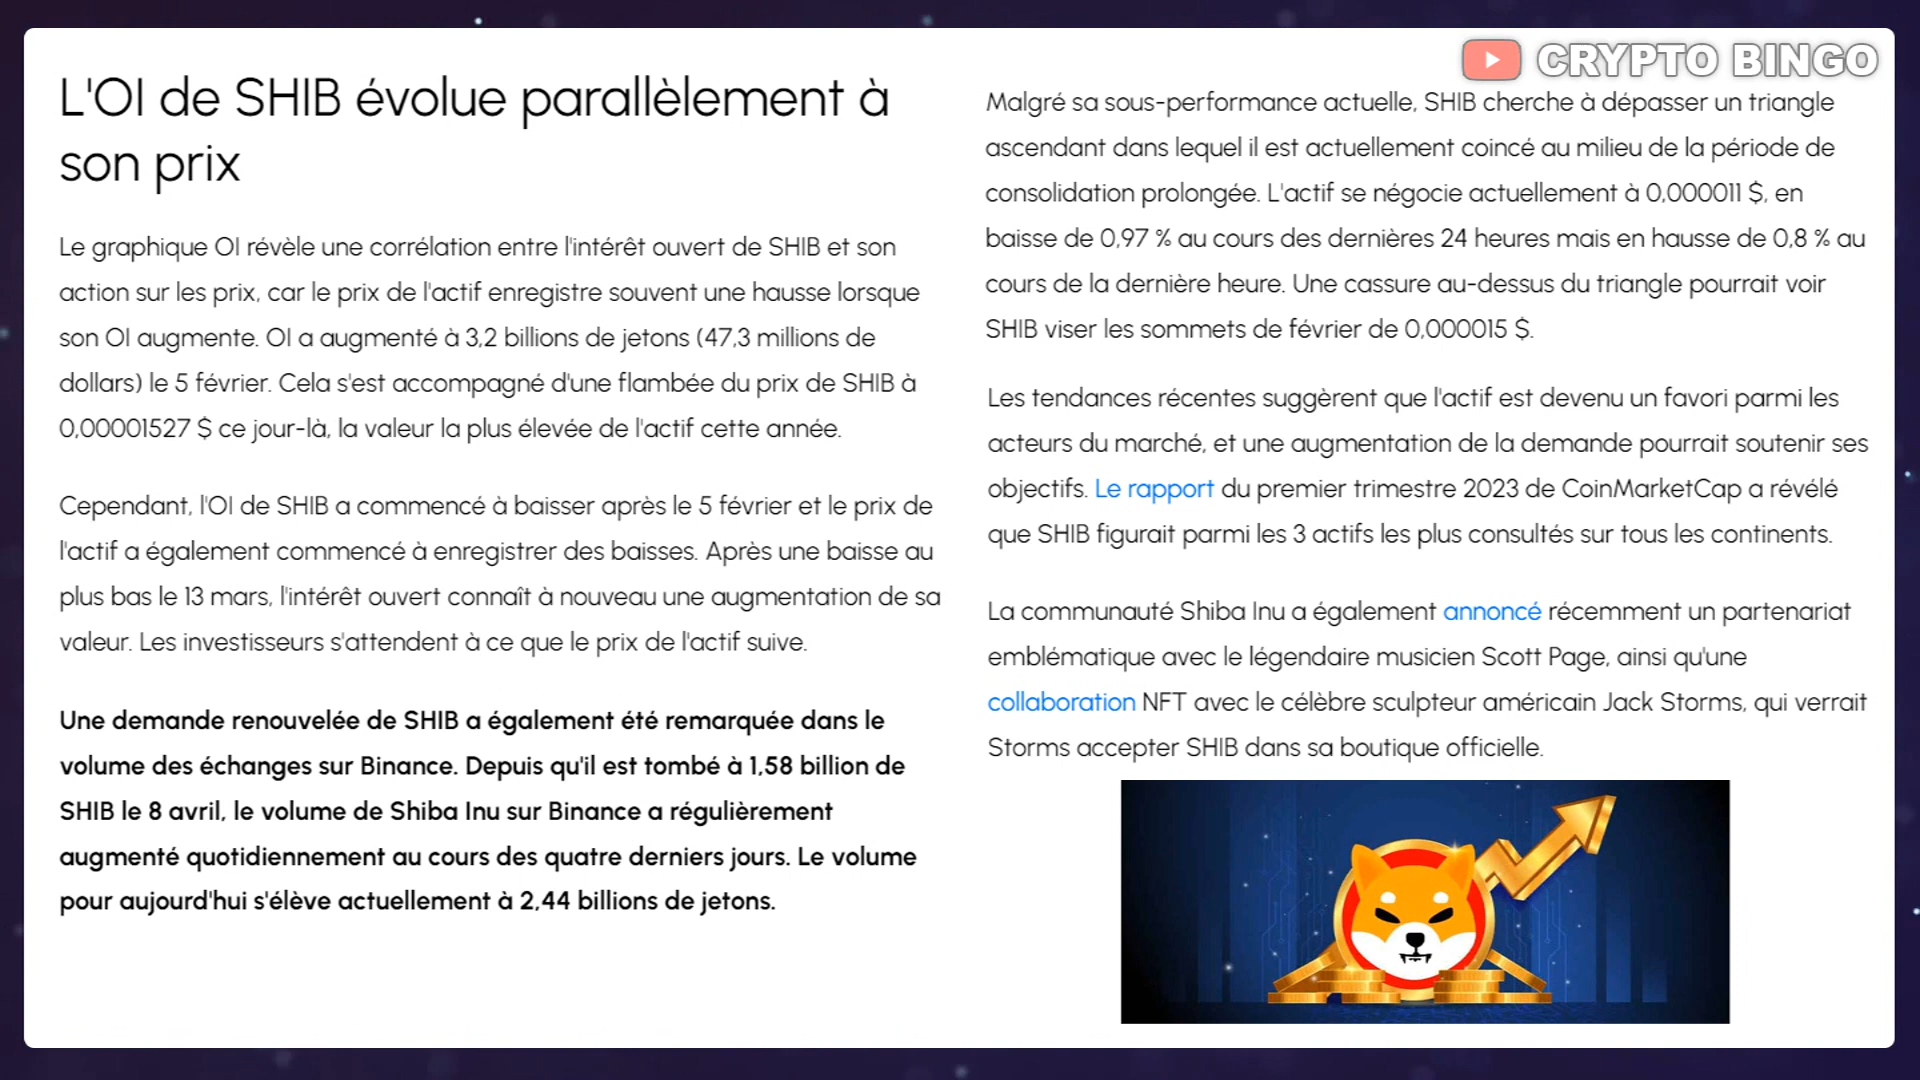 CRYPTO BINGO
L'OI de SHIB évolue parallèlement à
son prix
Le graphique OI révèle une corrélation entre l'intérêt ouvert de SHIB et son
action sur les prix, car le prix de l'actif enregistre souvent une hausse lorsque
son OI augmente. OI a augmenté à 3,2 billions de jetons (47,3 millions de
dollars) le 5 février. Cela s'est accompagné d'une flambée du prix de SHIB à
0,00001527 $ ce jour-là, la valeur la plus élevée de l'actif cette année.
Cependant, l'OI de SHIB a commencé à baisser après le 5 février et le prix de
l'actif a également commencé à enregistrer des baisses. Après une baisse au
plus bas le 13 mars, l'intérêt ouvert connaît à nouveau une augmentation de sa
valeur. Les investisseurs s'attendent à ce que le prix de l'actif suive.
Une demande renouvelée de SHIB a également été remarquée dans le
volume des échanges sur Binance. Depuis qu'il est tombé à 1,58 billion de
SHIB le 8 avril, le volume de Shiba Inu sur Binance a régulièrement
augmenté quotidiennement au cours des quatre derniers jours. Le volume
pour aujourd'hui s'élève actuellement à 2,44 billions de jetons.
Malgré sa sous-performance actuelle, SHIB cherche à dépasser un triangle
ascendant dans lequel il est actuellement coincé au milieu de la période de
consolidation prolongée. L'actif se négocie actuellement à 0,000011 $, en
baisse de 0,97 % au cours des dernières 24 heures mais en hausse de 0,8 % au
cours de la dernière heure. Une cassure au-dessus du triangle pourrait voir
SHIB viser les sommets de février de 0,000015 $.
Les tendances récentes suggèrent que l'actif est devenu un favori parmi les
acteurs du marché, et une augmentation de la demande pourrait soutenir ses
objectifs. Le rapport du premier trimestre 2023 de CoinMarketCap a révélé
que SHIB figurait parmi les 3 actifs les plus consultés sur tous les continents.
La communauté Shiba Inu a également annoncé récemment un partenariat
emblématique avec le légendaire musicien Scott Page, ainsi qu'une
collaboration NFT avec le célèbre sculpteur américain Jack Storms, qui verrait
Storms accepter SHIB dans sa boutique officielle.